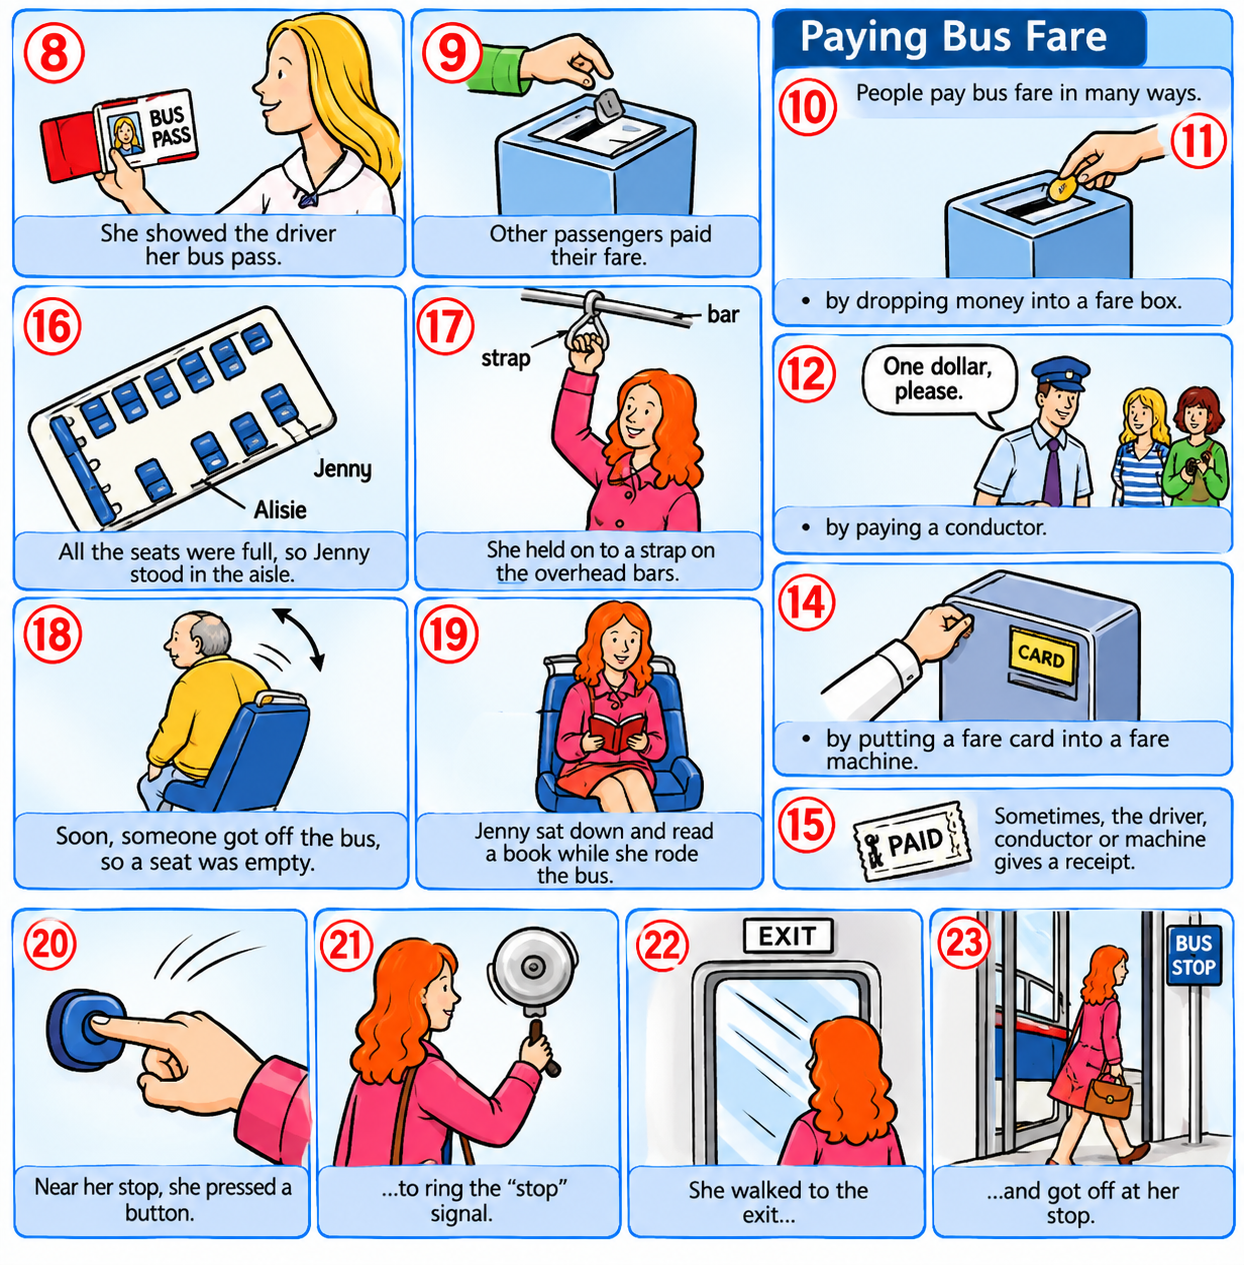 8
BUS
PASS
She showed the driver
her bus pass.
9
Other passengers paid
their fare.
Paying Bus Fare
10
People pay bus fare in many ways.
11
• by dropping money into a fare box.
12
One dollar,
please.
• by paying a conductor.
14
CARD
• by putting a fare card into a fare
machine.
15
PAID
Sometimes, the driver,
conductor or machine
gives a receipt.
16
Jenny
Alisie
All the seats were full, so Jenny
stood in the aisle.
17
bar
strap
She held on to a strap on
the overhead bars.
18
Soon, someone got off the bus,
so a seat was empty.
19
Jenny sat down and read
a book while she rode
the bus.
20
Near her stop, she pressed a
button.
21
...to ring the “stop”
signal.
22
EXIT
She walked to the
exit...
23
BUS
STOP
...and got off at her
stop.